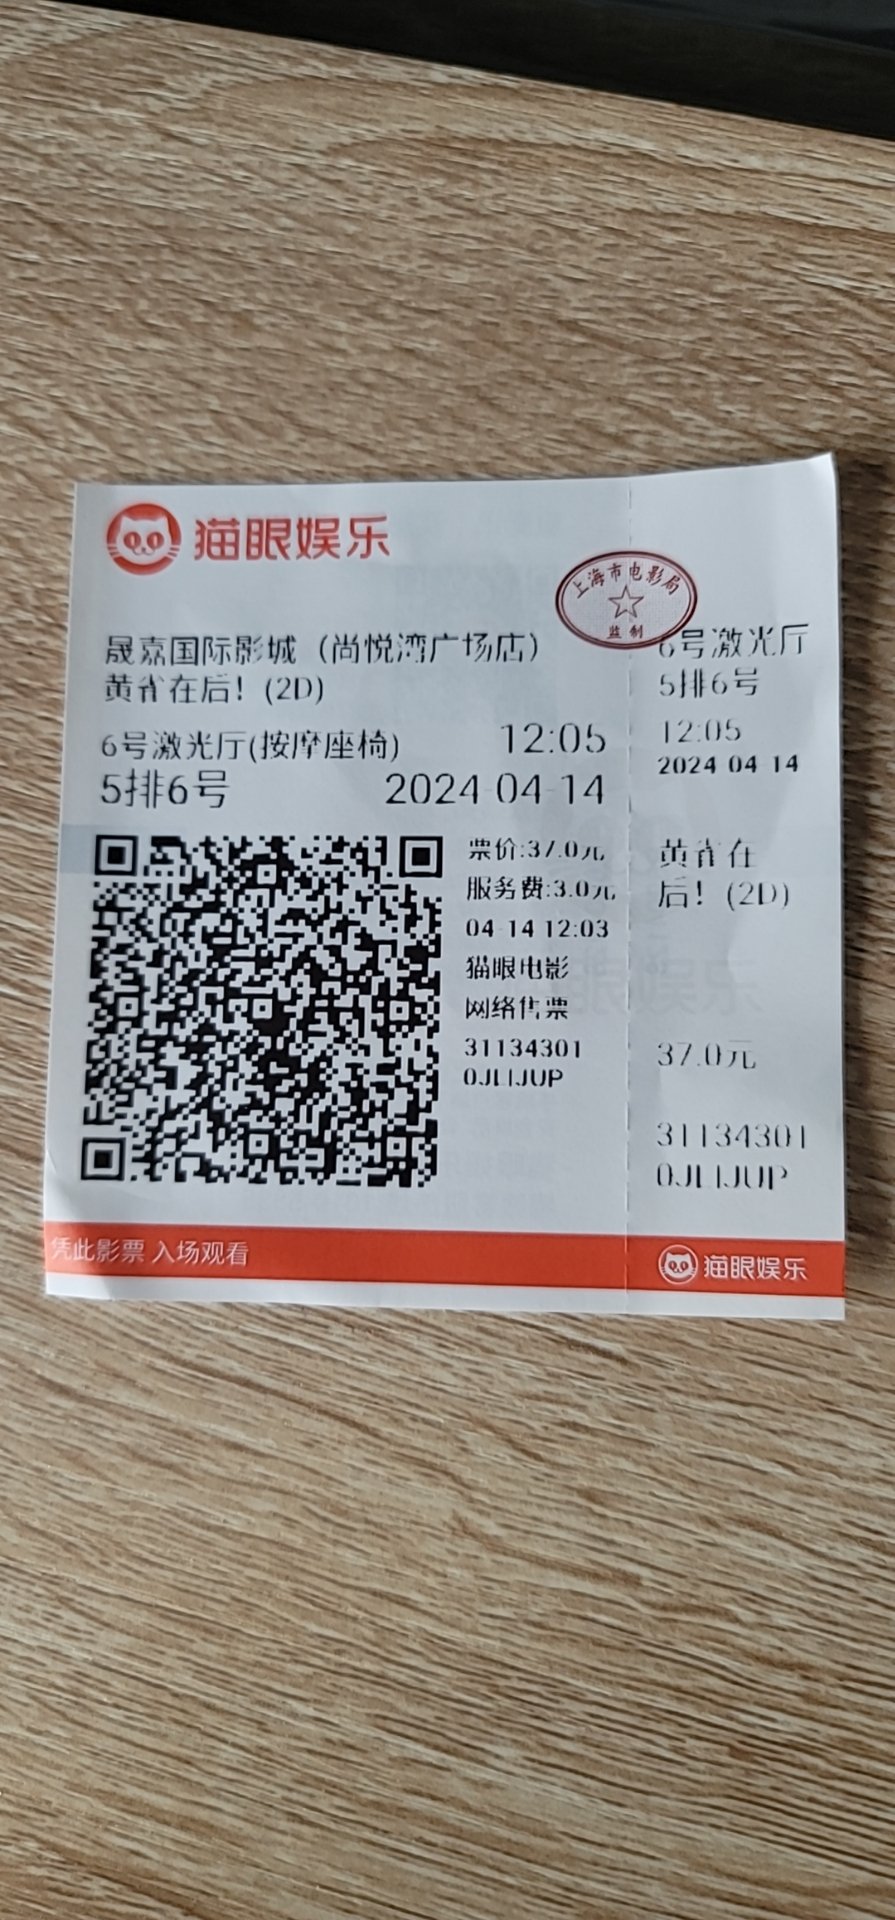 猫眼娱乐
上海市电影局
监制
晟嘉国际影城（尚悦湾广场店）
黄雀在后！(2D)
6号激光厅(按摩座椅) 12:05
5排6号 2024-04-14
票价:37.0元
服务费:3.0元
04-14 12:03
猫眼电影
网络售票
31134301
6号激光厅
5排6号
12:05
2024-04-14
黄雀在
后！(2D)
37.0元
31134301
凭此影票 入场观看
猫眼娱乐